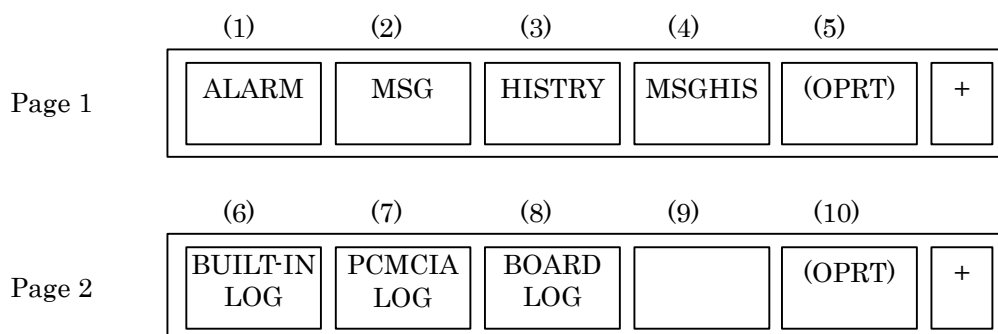 (1) (2) (3) (4) (5)
Page 1 ALARM MSG HISTRY MSGHIS (OPRT) +
(6) (7) (8) (9) (10)
Page 2 BUILT-IN PCMCIA BOARD (OPRT) +
LOG LOG LOG